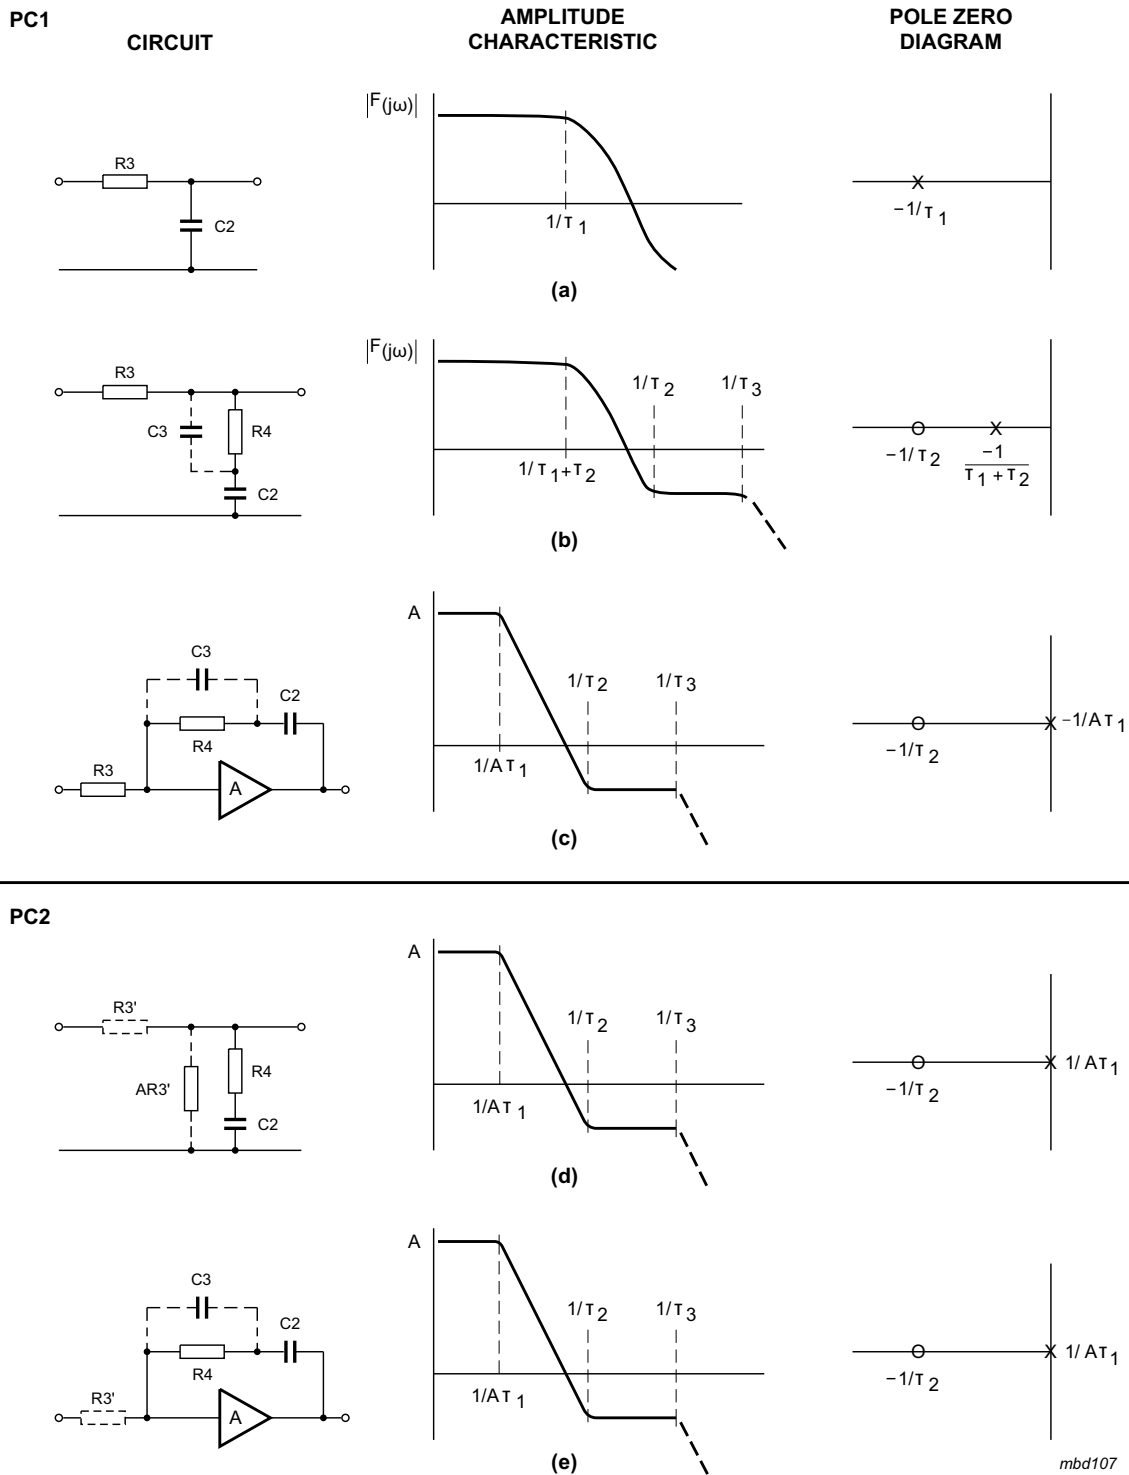 PC1
CIRCUIT
AMPLITUDE
CHARACTERISTIC
POLE ZERO
DIAGRAM
R3
C2
|F(jω)|
1/τ1
(a)
−1/τ1
R3
C3
R4
C2
|F(jω)|
1/τ1+τ2
1/τ2
1/τ3
(b)
−1/τ2
−1
τ1+τ2
C3
C2
R4
R3
A
A
1/Aτ1
1/τ2
1/τ3
(c)
−1/τ2
−1/Aτ1
PC2
R3'
AR3'
R4
C2
A
1/Aτ1
1/τ2
1/τ3
(d)
−1/τ2
1/Aτ1
C3
C2
R4
R3'
A
A
1/Aτ1
1/τ2
1/τ3
(e)
−1/τ2
1/Aτ1
mbd107